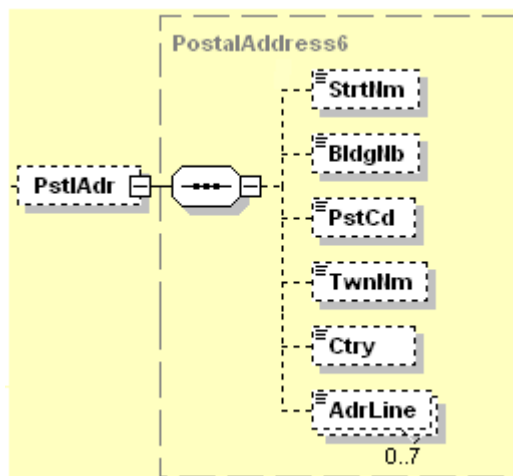 PostalAddress6
StrtNm
BldgNb
PstlAdr
PstCd
TwnNm
Ctry
AdrLine
0..7